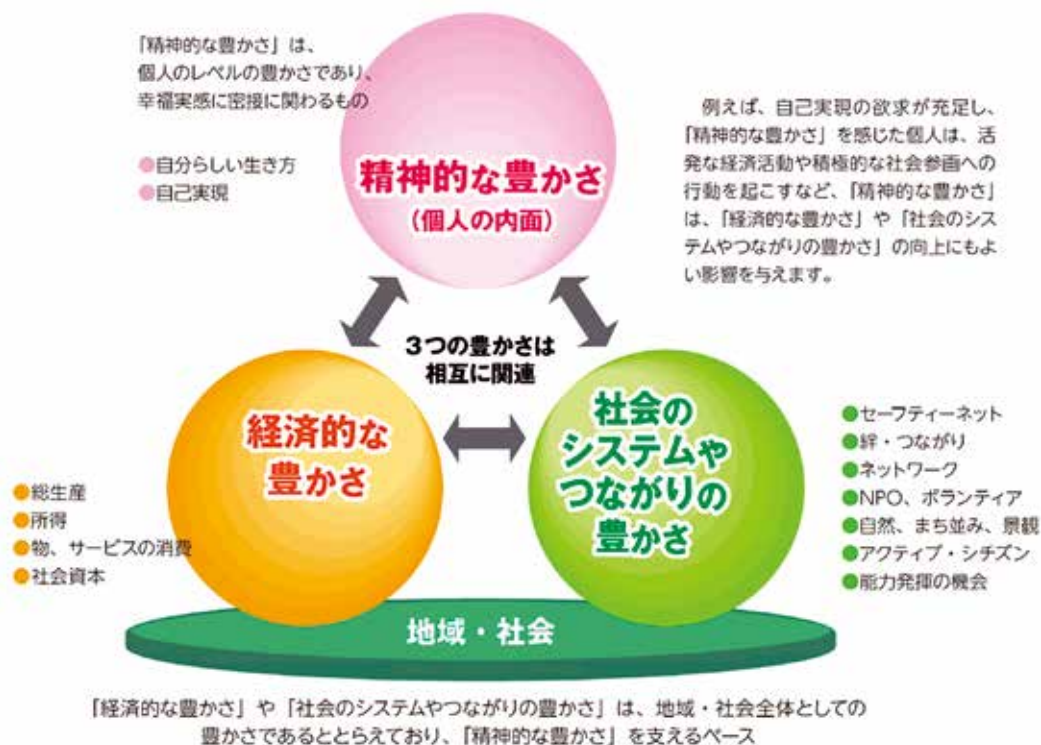 「精神的な豊かさ」は、
個人のレベルの豊かさであり、
幸福実感に密接に関わるもの
●自分らしい生き方
●自己実現
精神的な豊かさ
(個人の内面)
例えば、自己実現の欲求が充足し、
「精神的な豊かさ」を感じた個人は、活
発な経済活動や積極的な社会参画への
行動を起こすなど、「精神的な豊かさ」
は、「経済的な豊かさ」や「社会のシス
テムやつながりの豊かさ」の向上にもよ
い影響を与えます。
3つの豊かさは
相互に関連
経済的な
豊かさ
●総生産
●所得
●物、サービスの消費
●社会資本
社会の
システムや
つながりの
豊かさ
●セーフティーネット
●絆・つながり
●ネットワーク
●NPO、ボランティア
●自然、まち並み、景観
●アクティブ・シチズン
●能力発揮の機会
地域・社会
「経済的な豊かさ」や「社会のシステムやつながりの豊かさ」は、地域・社会全体としての
豊かさであるととらえており、「精神的な豊かさ」を支えるベース